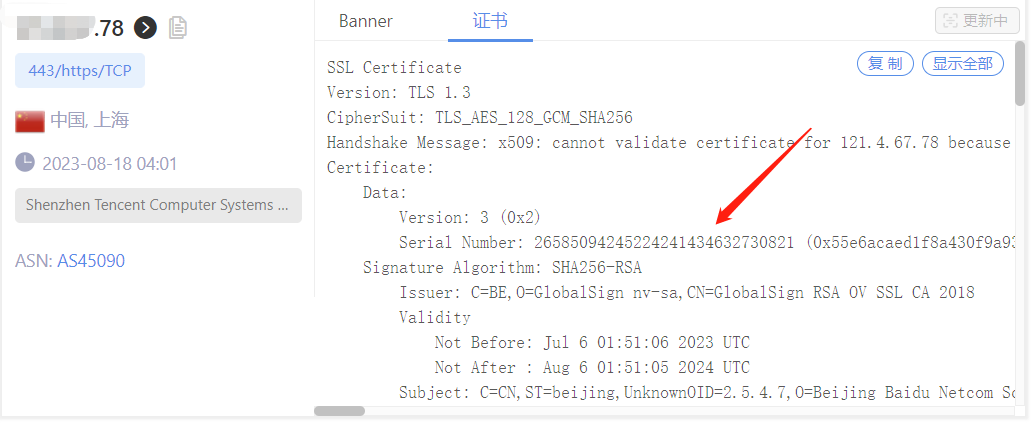 .78
443/https/TCP
中国, 上海
2023-08-18 04:01
Shenzhen Tencent Computer Systems ...
ASN: AS45090
Banner
证书
更新中
复 制
显示全部
SSL Certificate
Version: TLS 1.3
CipherSuit: TLS_AES_128_GCM_SHA256
Handshake Message: x509: cannot validate certificate for 121.4.67.78 because
Certificate:
Data:
Version: 3 (0x2)
Serial Number: 26585094245224241434632730821 (0x55e6acaed1f8a430f9a93
Signature Algorithm: SHA256-RSA
Issuer: C=BE,O=GlobalSign nv-sa,CN=GlobalSign RSA OV SSL CA 2018
Validity
Not Before: Jul 6 01:51:06 2023 UTC
Not After : Aug 6 01:51:05 2024 UTC
Subject: C=CN,ST=beijing,UnknownOID=2.5.4.7,O=Beijing Baidu Netcom